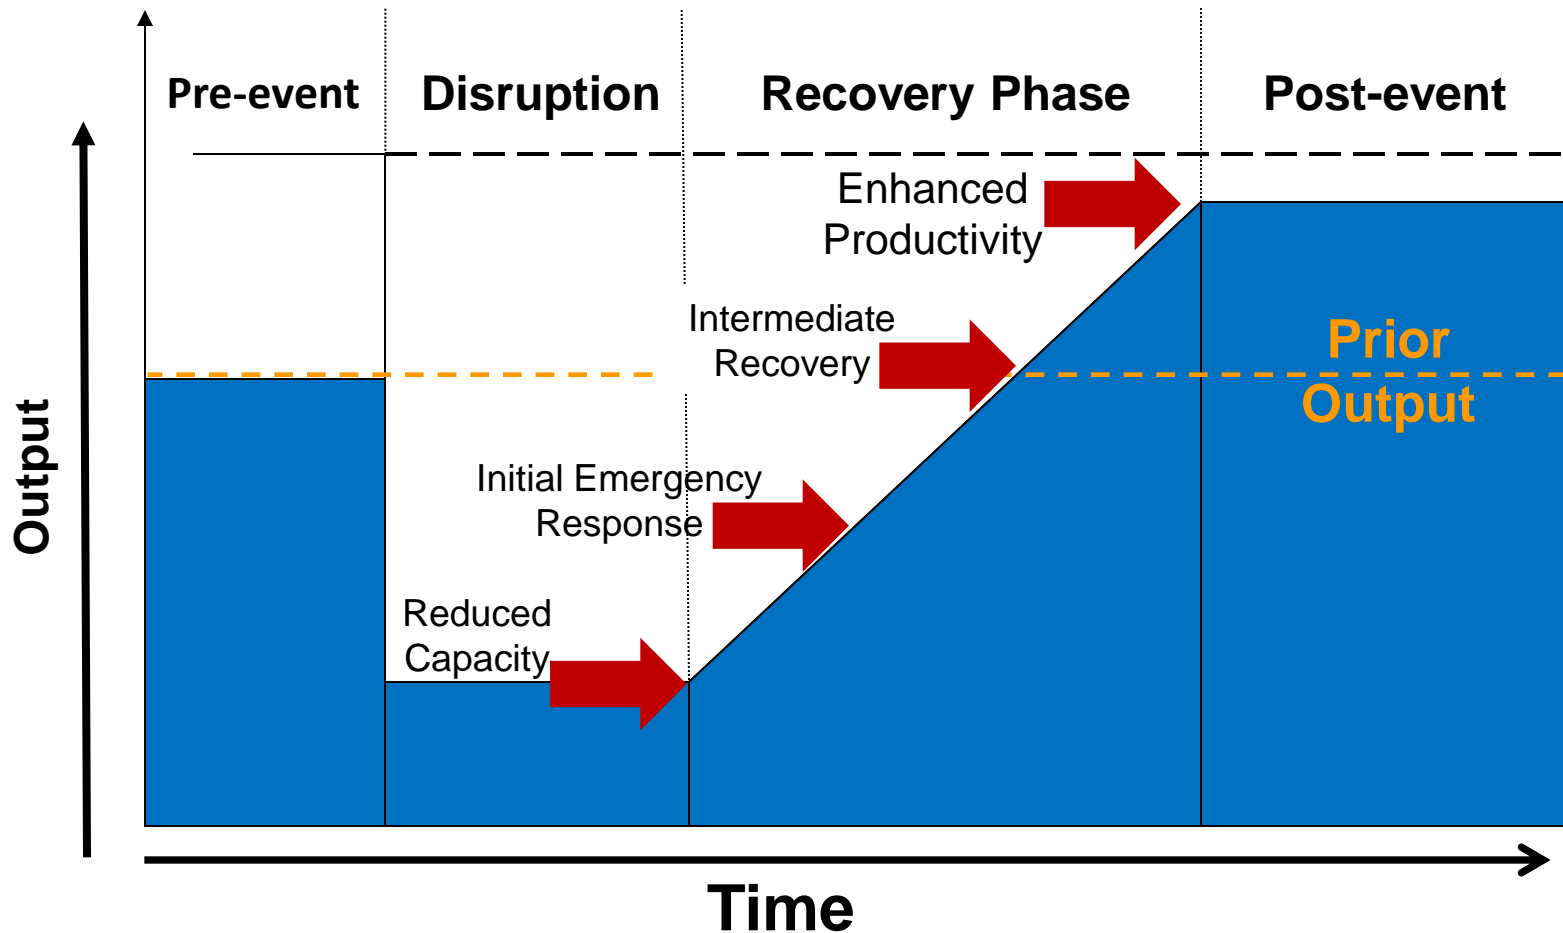 Pre-event
Disruption
Recovery Phase
Post-event
Enhanced
Productivity
Intermediate
Recovery
Prior
Output
Initial Emergency
Response
Reduced
Capacity
Output
Time